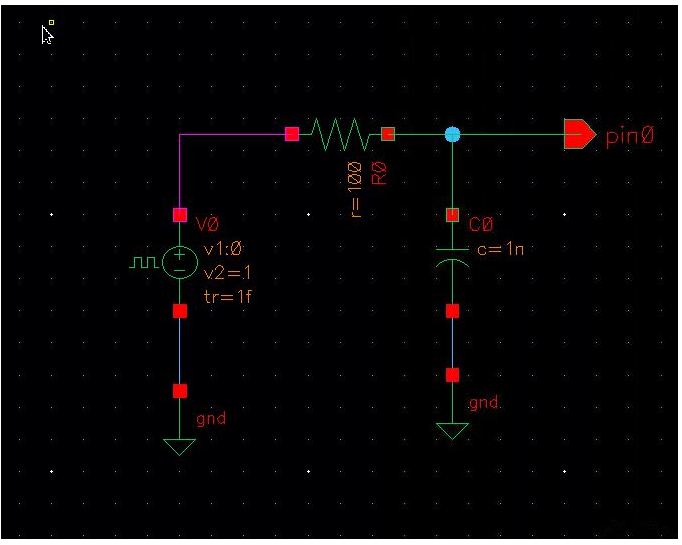 pin0
r=100
R0
V0
v1:0
v2=1
tr=1f
C0
c=1n
gnd
gnd